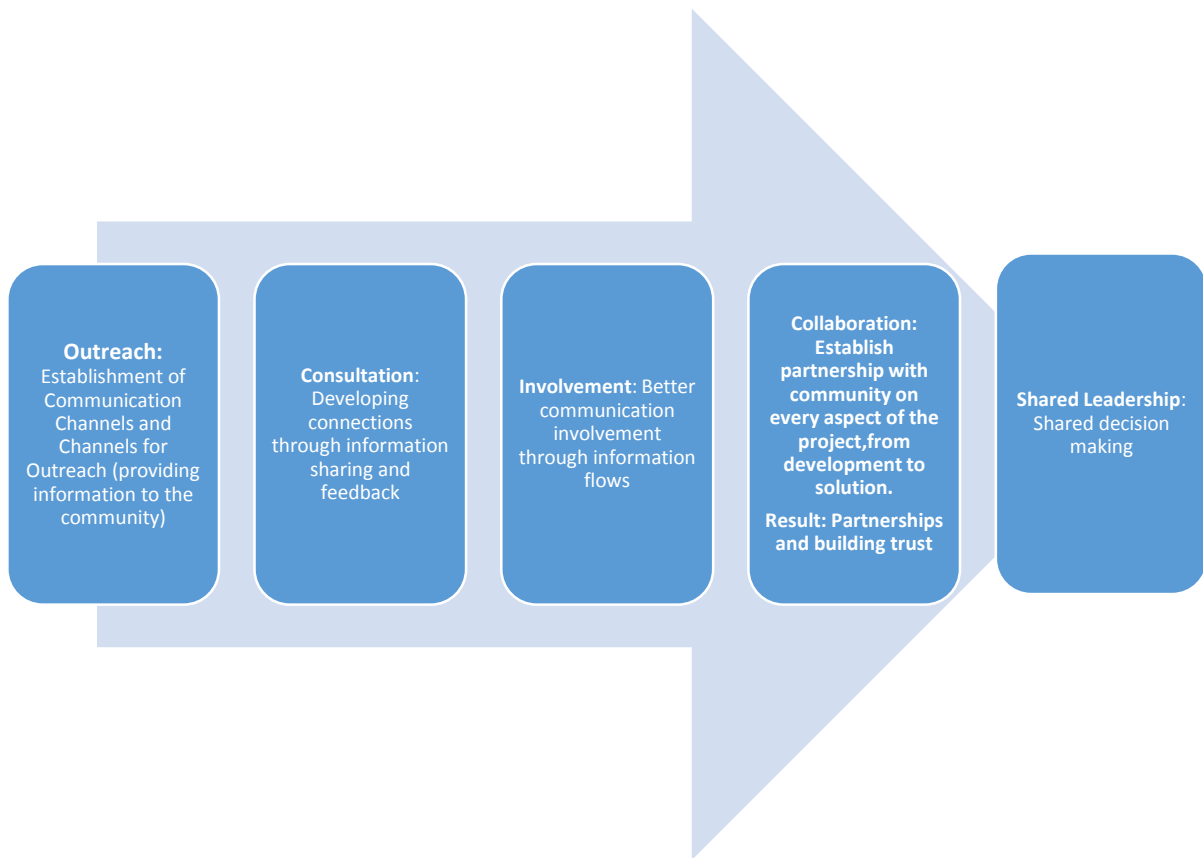 Outreach:
Establishment of
Communication
Channels and
Channels for
Outreach (providing
information to the
community)
Consultation:
Developing
connections
through information
sharing and
feedback
Involvement: Better
communication
involvement
through information
flows
Collaboration:
Establish
partnership with
community on
every aspect of the
project,from
development to
solution.
Result: Partnerships
and building trust
Shared Leadership:
Shared decision
making